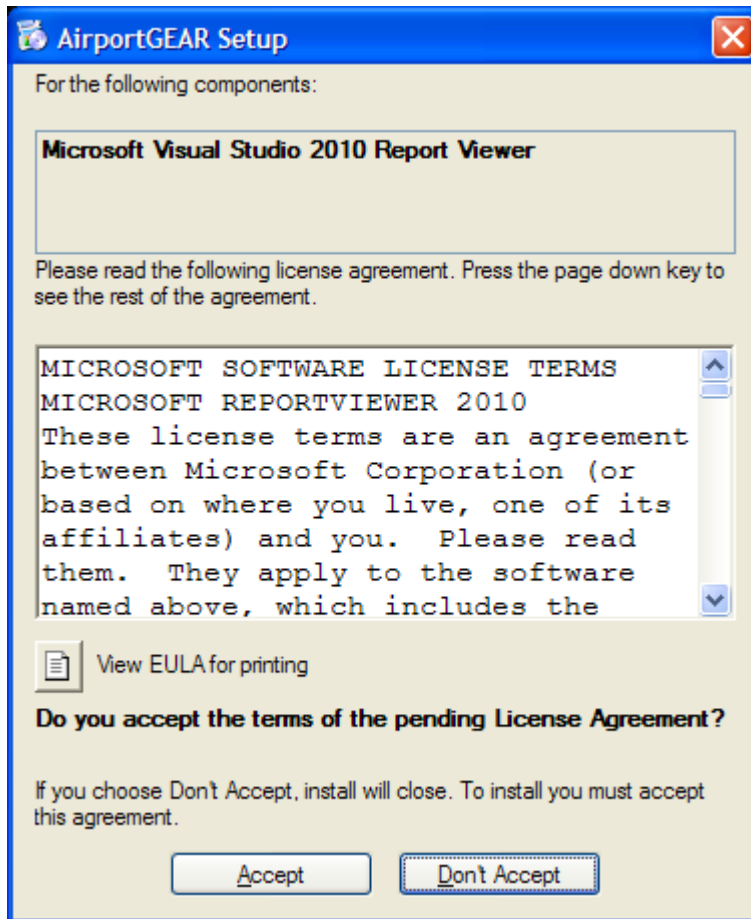 AirportGEAR Setup
For the following components:
Microsoft Visual Studio 2010 Report Viewer
Please read the following license agreement. Press the page down key to
see the rest of the agreement.
MICROSOFT SOFTWARE LICENSE TERMS
MICROSOFT REPORTVIEWER 2010
These license terms are an agreement
between Microsoft Corporation (or
based on where you live, one of its
affiliates) and you.  Please read
them.  They apply to the software
named above, which includes the
View EULA for printing
Do you accept the terms of the pending License Agreement?
If you choose Don't Accept, install will close. To install you must accept
this agreement.
Accept
Don't Accept